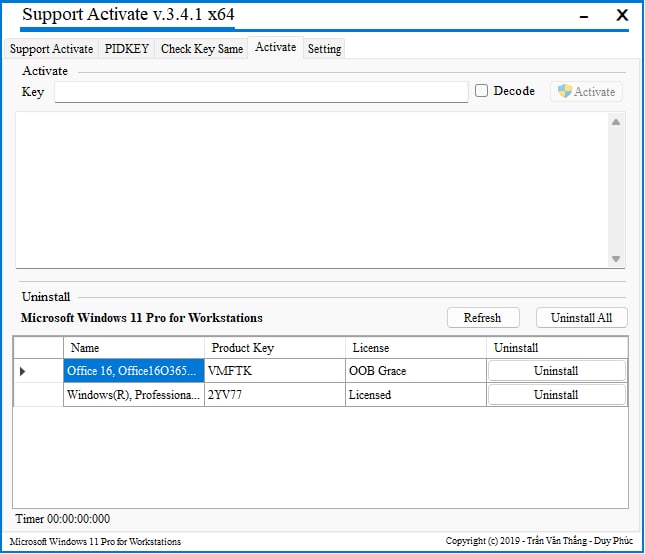 Support Activate v.3.4.1 x64
Support Activate PIDKEY Check Key Same Activate Setting
Activate
Key Decode Activate
Uninstall
Microsoft Windows 11 Pro for Workstations Refresh Uninstall All
Name Product Key License Uninstall
Office 16, Office16O365... VMFTK OOB Grace Uninstall
Windows(R), Professiona... 2YV77 Licensed Uninstall
Timer 00:00:00:000
Microsoft Windows 11 Pro for Workstations Copyright (c) 2019 - Trần Văn Thắng - Duy Phúc